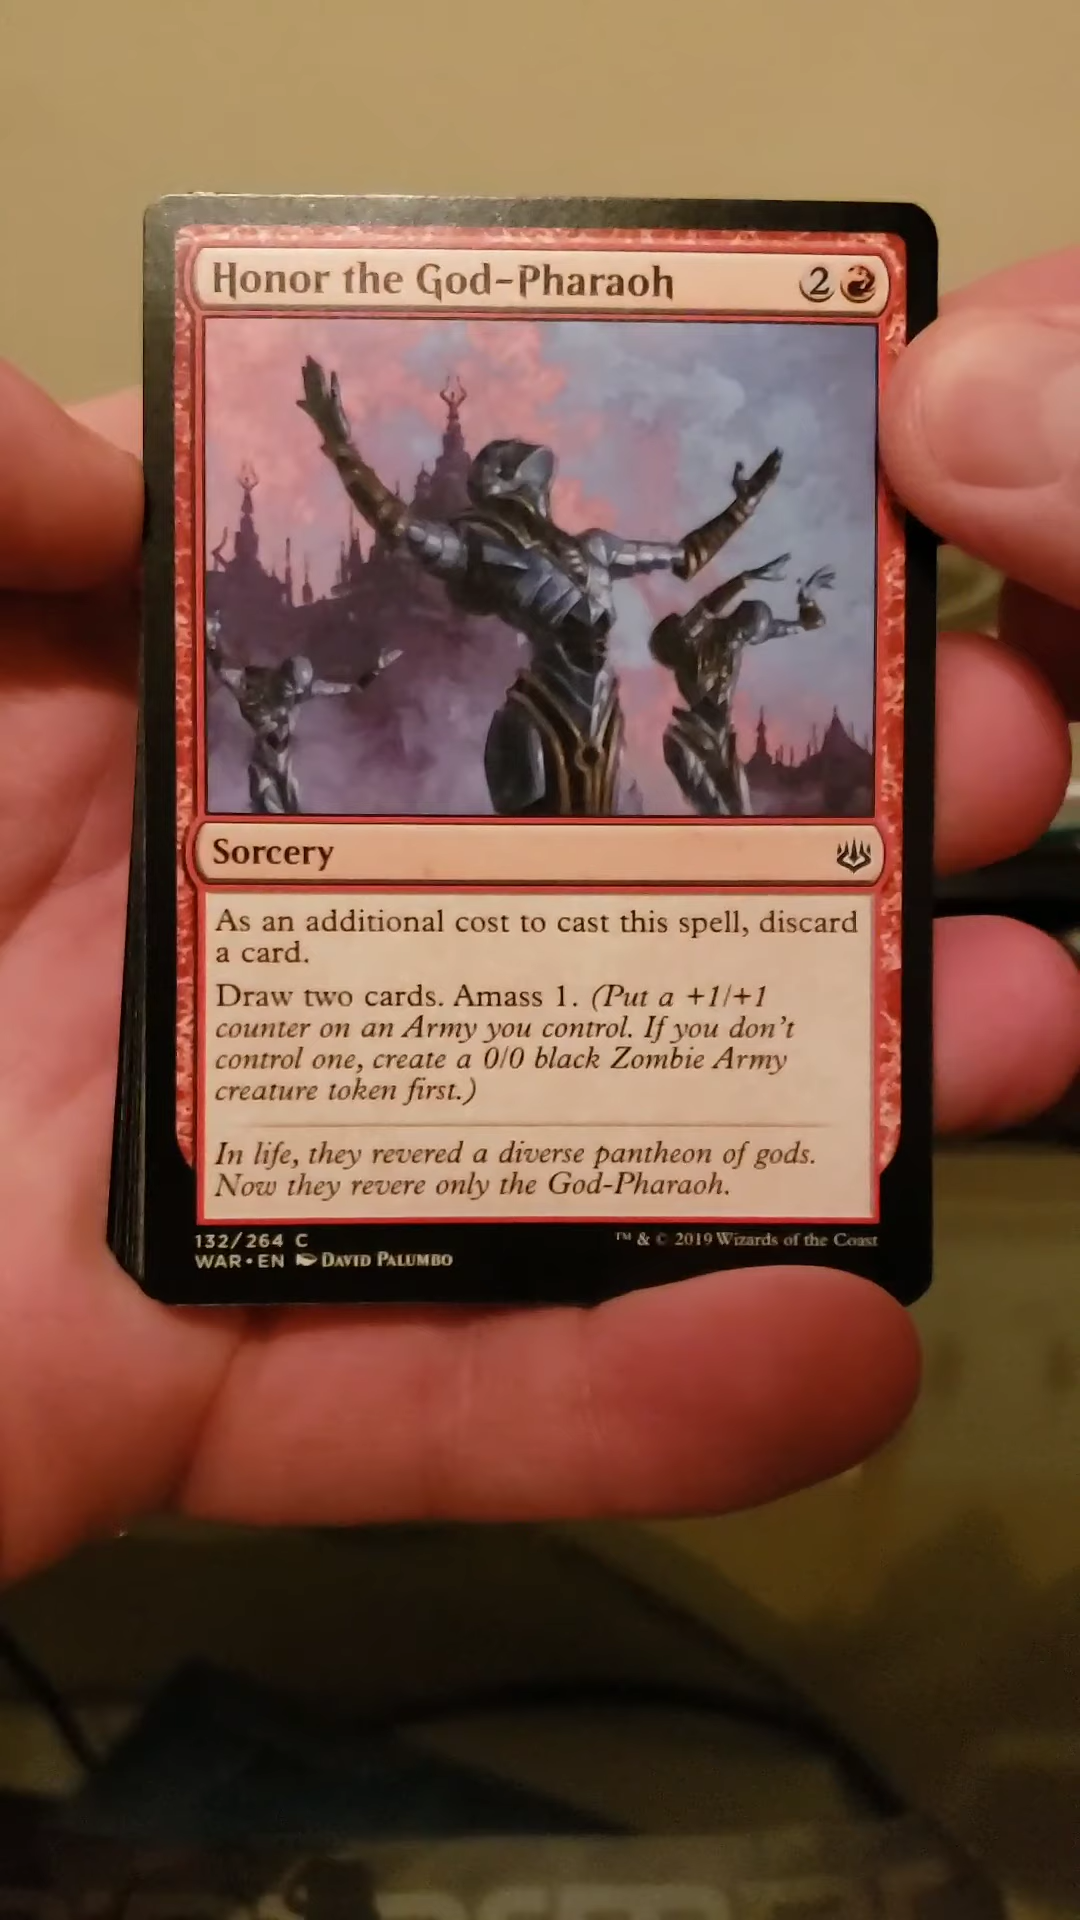 Honor the God-Pharaoh 2
Sorcery
As an additional cost to cast this spell, discard
a card.
Draw two cards. Amass 1. (Put a +1/+1
counter on an Army you control. If you don't
control one, create a 0/0 black Zombie Army
creature token first.)
In life, they revered a diverse pantheon of gods.
Now they revere only the God-Pharaoh.
132/264 C
WAR • EN DAVID PALUMBO
™ & © 2019 Wizards of the Coast